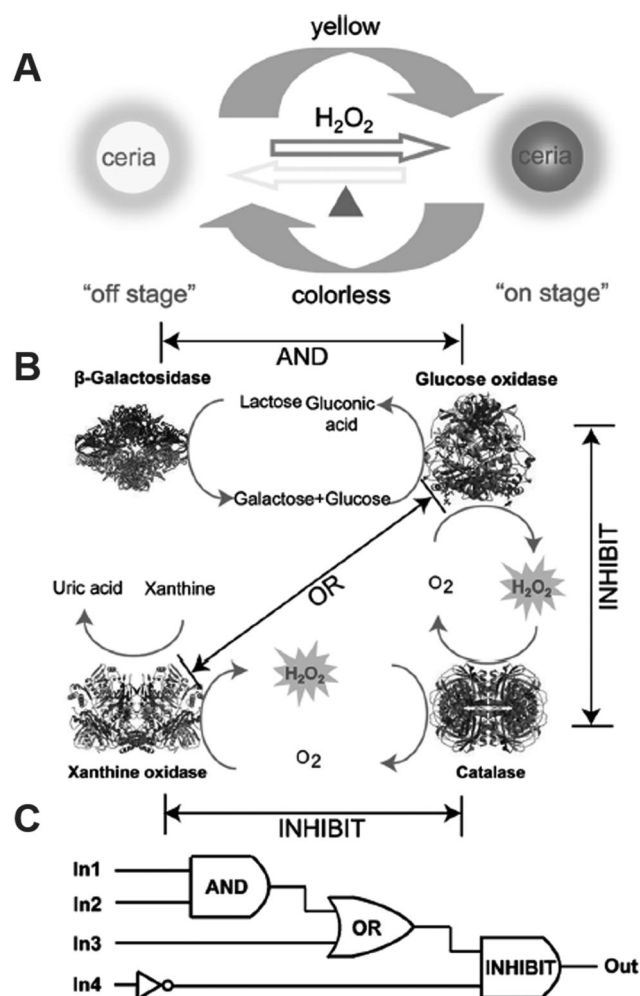 yellow
A
H₂O₂
ceria
ceria
"off stage"
colorless
"on stage"
AND
B
β-Galactosidase
Glucose oxidase
Lactose Gluconic
acid
Galactose+Glucose
INHIBIT
OR
O₂
H₂O₂
Uric acid
Xanthine
H₂O₂
O₂
Xanthine oxidase
Catalase
INHIBIT
C
In1
AND
In2
OR
In3
INHIBIT
Out
In4